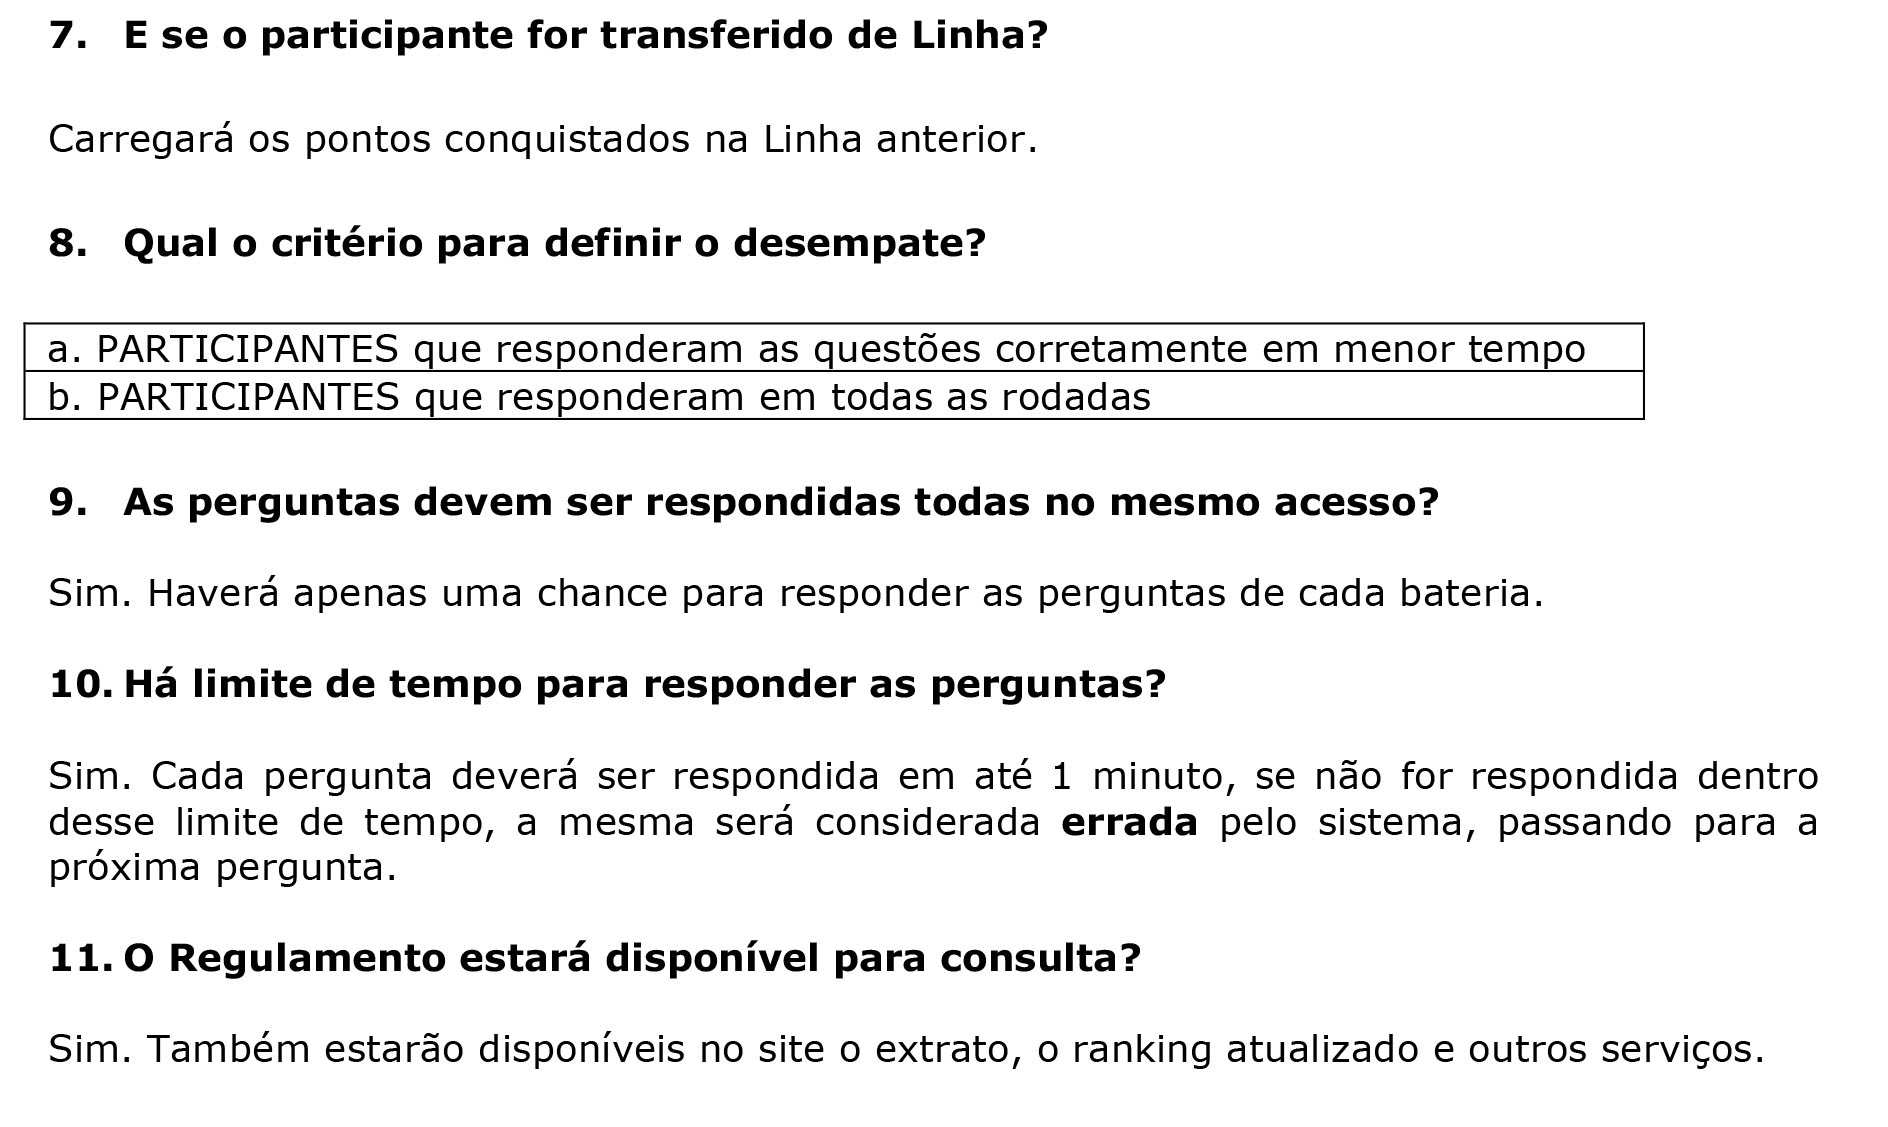 7. E se o participante for transferido de Linha?
Carregará os pontos conquistados na Linha anterior.
8. Qual o critério para definir o desempate?
a. PARTICIPANTES que responderam as questões corretamente em menor tempo
b. PARTICIPANTES que responderam em todas as rodadas
9. As perguntas devem ser respondidas todas no mesmo acesso?
Sim. Haverá apenas uma chance para responder as perguntas de cada bateria.
10. Há limite de tempo para responder as perguntas?
Sim. Cada pergunta deverá ser respondida em até 1 minuto, se não for respondida dentro
desse limite de tempo, a mesma será considerada errada pelo sistema, passando para a
próxima pergunta.
11. O Regulamento estará disponível para consulta?
Sim. Também estarão disponíveis no site o extrato, o ranking atualizado e outros serviços.